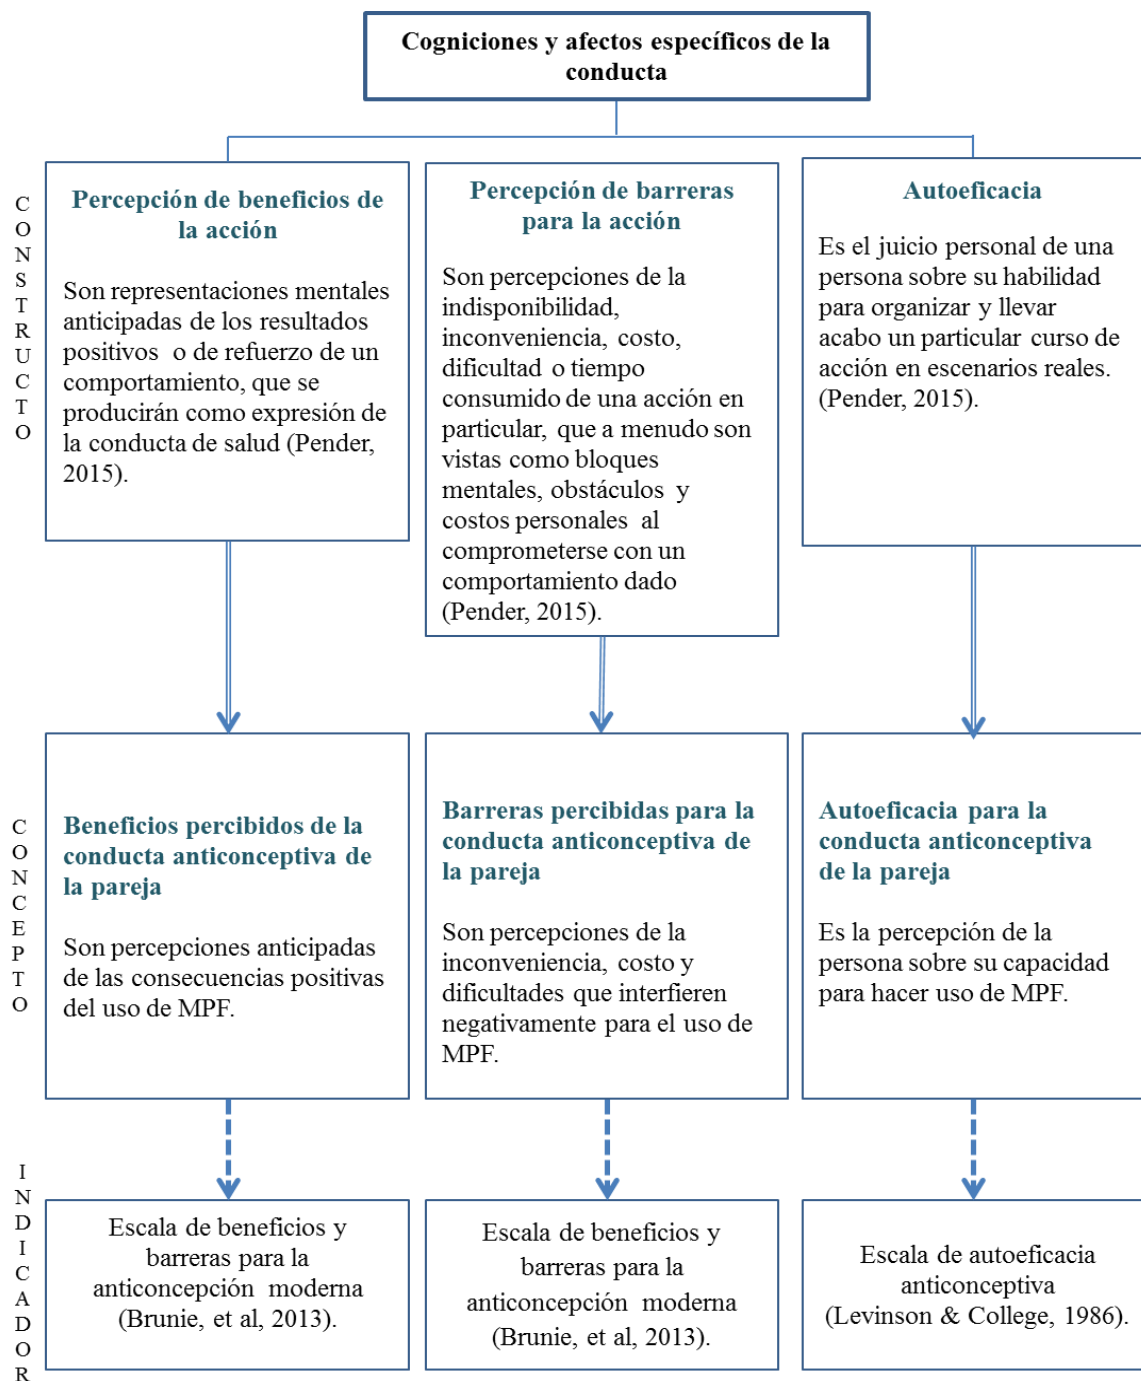 Cogniciones y afectos específicos de la
conducta
CONSTRUCTO
Percepción de beneficios de
la acción
Son representaciones mentales
anticipadas de los resultados
positivos o de refuerzo de un
comportamiento, que se
producirán como expresión de
la conducta de salud (Pender,
2015).
Percepción de barreras
para la acción
Son percepciones de la
indisponibilidad,
inconveniencia, costo,
dificultad o tiempo
consumido de una acción en
particular, que a menudo son
vistas como bloques
mentales, obstáculos y
costos personales al
comprometerse con un
comportamiento dado
(Pender, 2015).
Autoeficacia
Es el juicio personal de una
persona sobre su habilidad
para organizar y llevar
acabo un particular curso de
acción en escenarios reales.
(Pender, 2015).
CONCEPTO
Beneficios percibidos de la
conducta anticonceptiva de
la pareja
Son percepciones anticipadas
de las consecuencias positivas
del uso de MPF.
Barreras percibidas para la
conducta anticonceptiva de
la pareja
Son percepciones de la
inconveniencia, costo y
dificultades que interfieren
negativamente para el uso de
MPF.
Autoeficacia para la
conducta anticonceptiva
de la pareja
Es la percepción de la
persona sobre su capacidad
para hacer uso de MPF.
INDICADOR
Escala de beneficios y
barreras para la
anticoncepción moderna
(Brunie, et al, 2013).
Escala de beneficios y
barreras para la
anticoncepción moderna
(Brunie, et al, 2013).
Escala de autoeficacia
anticonceptiva
(Levinson & College, 1986).